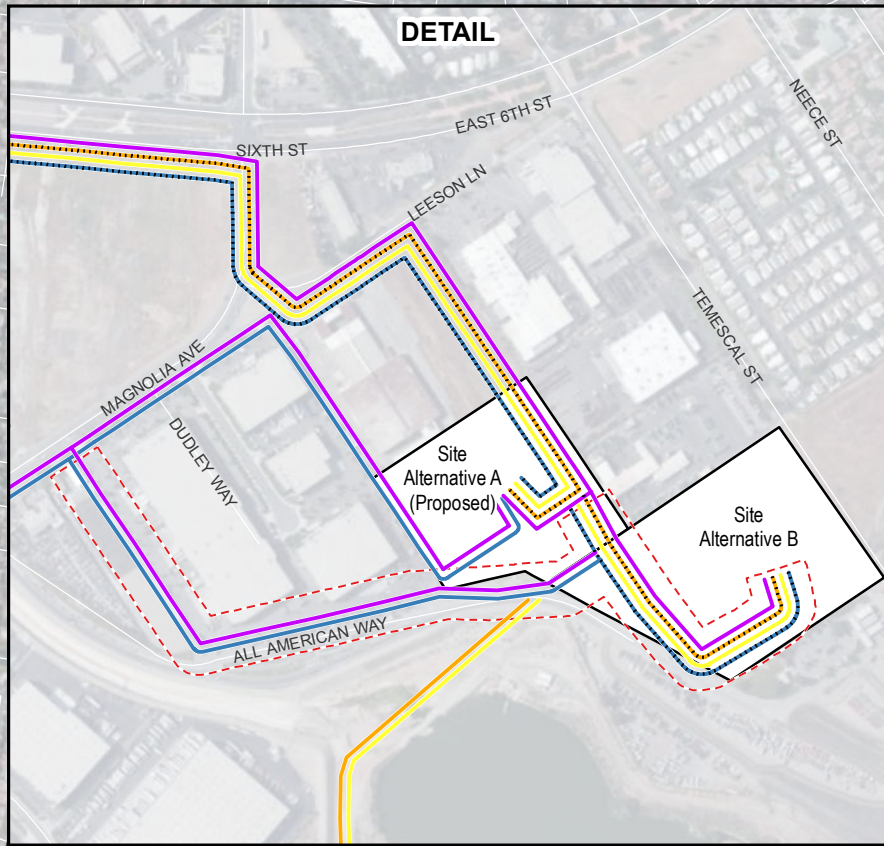 DETAIL
NEECE ST
EAST 6TH ST
SIXTH ST
LEESON LN
TEMESCAL ST
MAGNOLIA AVE
DUDLEY WAY
Site
Alternative A
(Proposed)
Site
Alternative B
ALL AMERICAN WAY